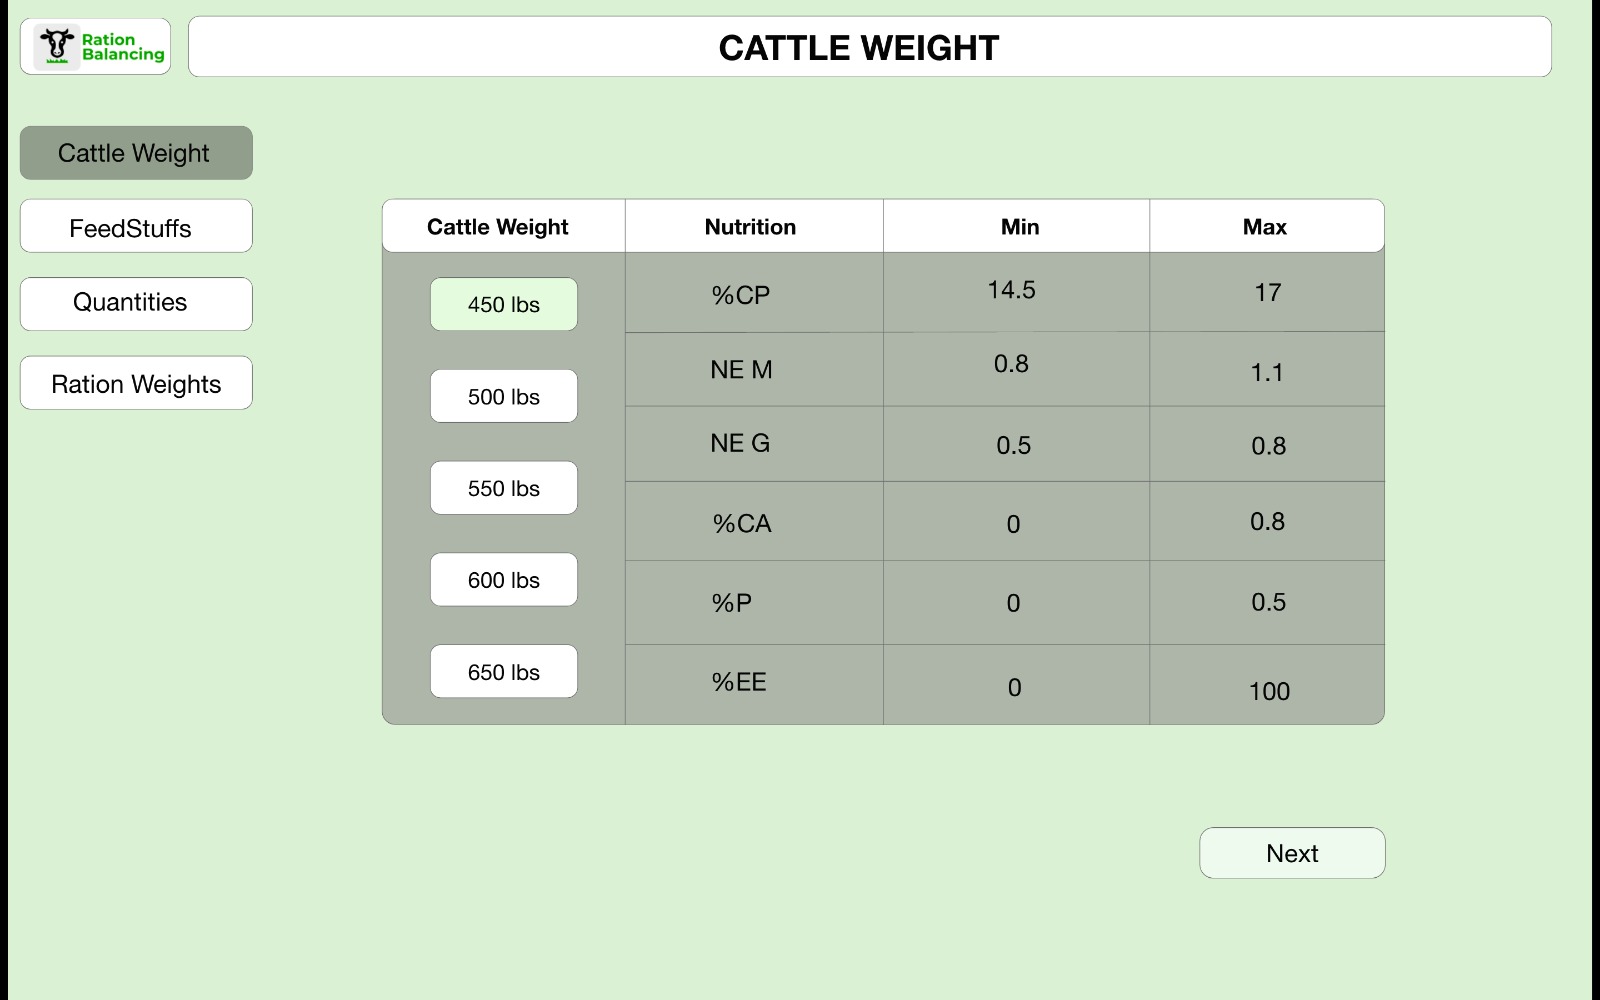 Ration
Balancing
CATTLE WEIGHT
Cattle Weight
FeedStuffs
Quantities
Ration Weights
Cattle Weight Nutrition Min Max
450 lbs
500 lbs
550 lbs
600 lbs
650 lbs
%CP 14.5 17
NE M 0.8 1.1
NE G 0.5 0.8
%CA 0 0.8
%P 0 0.5
%EE 0 100
Next